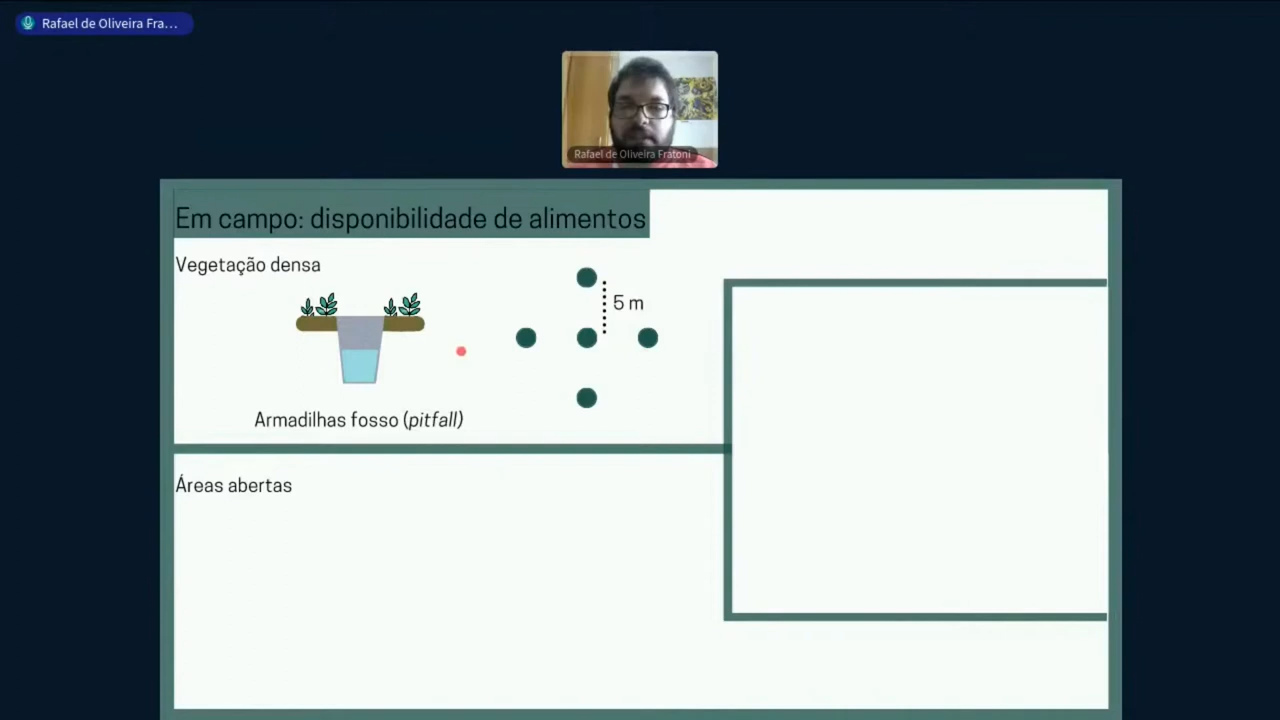 Rafael de Oliveira Fra...
Rafael de Oliveira Fratoni
Em campo: disponibilidade de alimentos
Vegetação densa
5 m
Armadilhas fosso (pitfall)
Áreas abertas